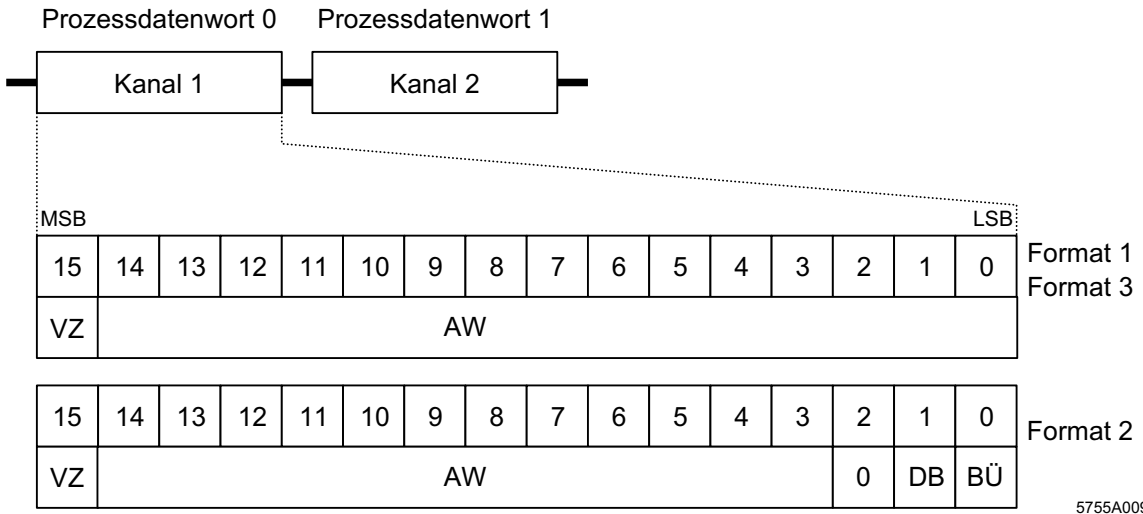 Prozessdatenwort 0 Prozessdatenwort 1
Kanal 1 Kanal 2
MSB LSB
15 14 13 12 11 10 9 8 7 6 5 4 3 2 1 0 Format 1
Format 3
VZ AW
15 14 13 12 11 10 9 8 7 6 5 4 3 2 1 0 Format 2
VZ AW 0 DB BÜ
5755A009